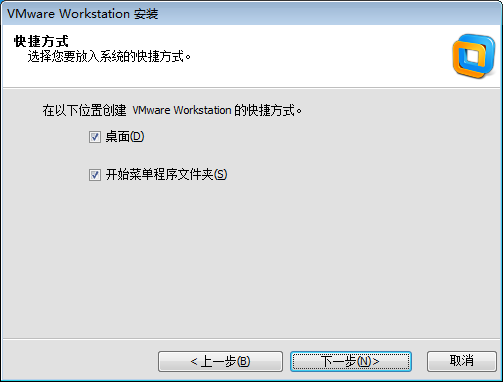 VMware Workstation 安装
快捷方式
选择您要放入系统的快捷方式。
在以下位置创建 VMware Workstation 的快捷方式。
桌面(D)
开始菜单程序文件夹(S)
< 上一步(B) 下一步(N) > 取消